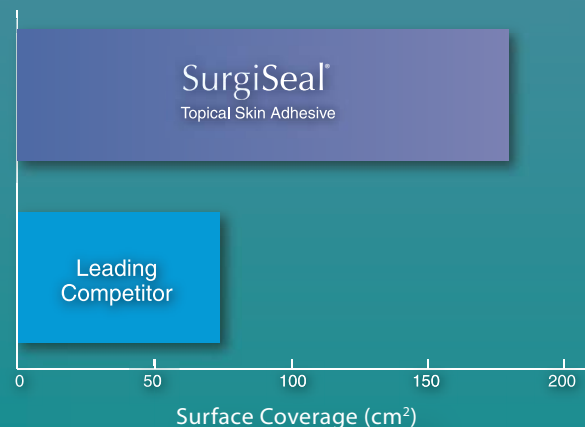 SurgiSeal®
Topical Skin Adhesive
Leading
Competitor
0 50 100 150 200
Surface Coverage (cm²)